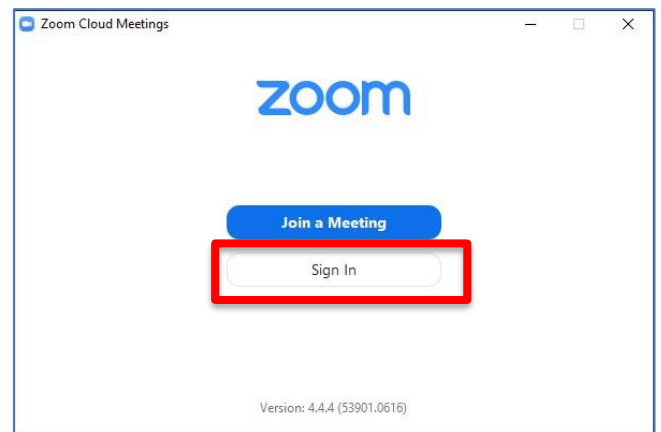 Zoom Cloud Meetings
zoom
Join a Meeting
Sign In
Version: 4.4.4 (53901.0616)